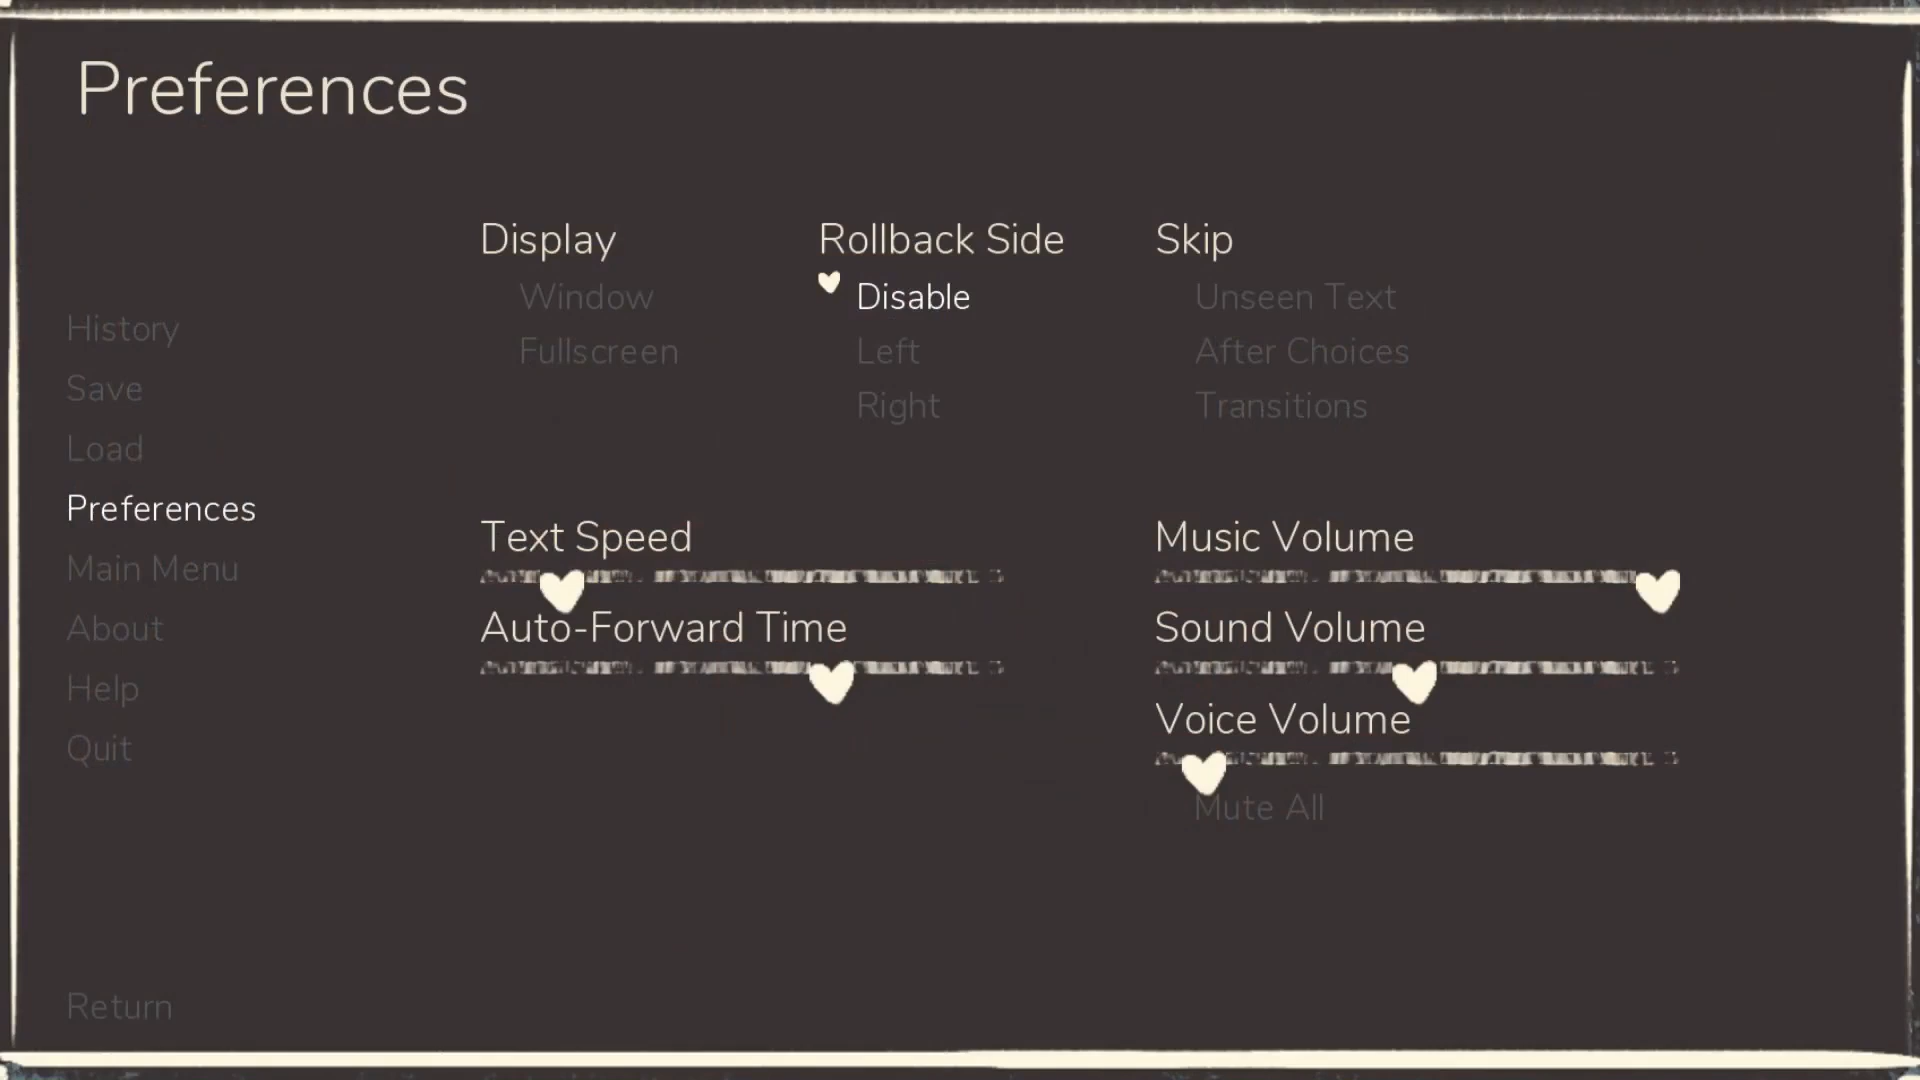 Preferences
History
Save
Load
Preferences
Main Menu
About
Help
Quit
Return
Display
Window
Fullscreen
Rollback Side
Disable
Left
Right
Skip
Unseen Text
After Choices
Transitions
Text Speed
Auto-Forward Time
Music Volume
Sound Volume
Voice Volume
Mute All